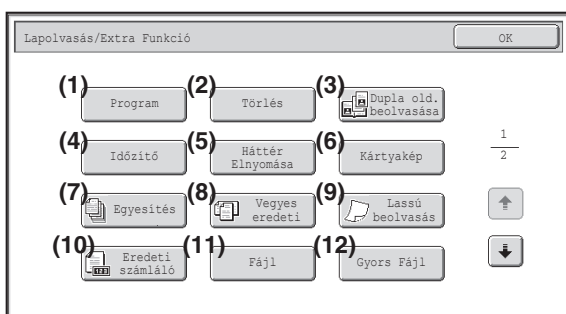 Lapolvasás/Extra Funkció
OK
(1) Program
(2) Törlés
(3) Dupla old.
beolvasása
(4) Időzítő
(5) Háttér
Elnyomása
(6) Kártyakép
1
2
(7) Egyesítés
(8) Vegyes
eredeti
(9) Lassú
beolvasás
(10) Eredeti
számláló
123
(11) Fájl
(12) Gyors Fájl